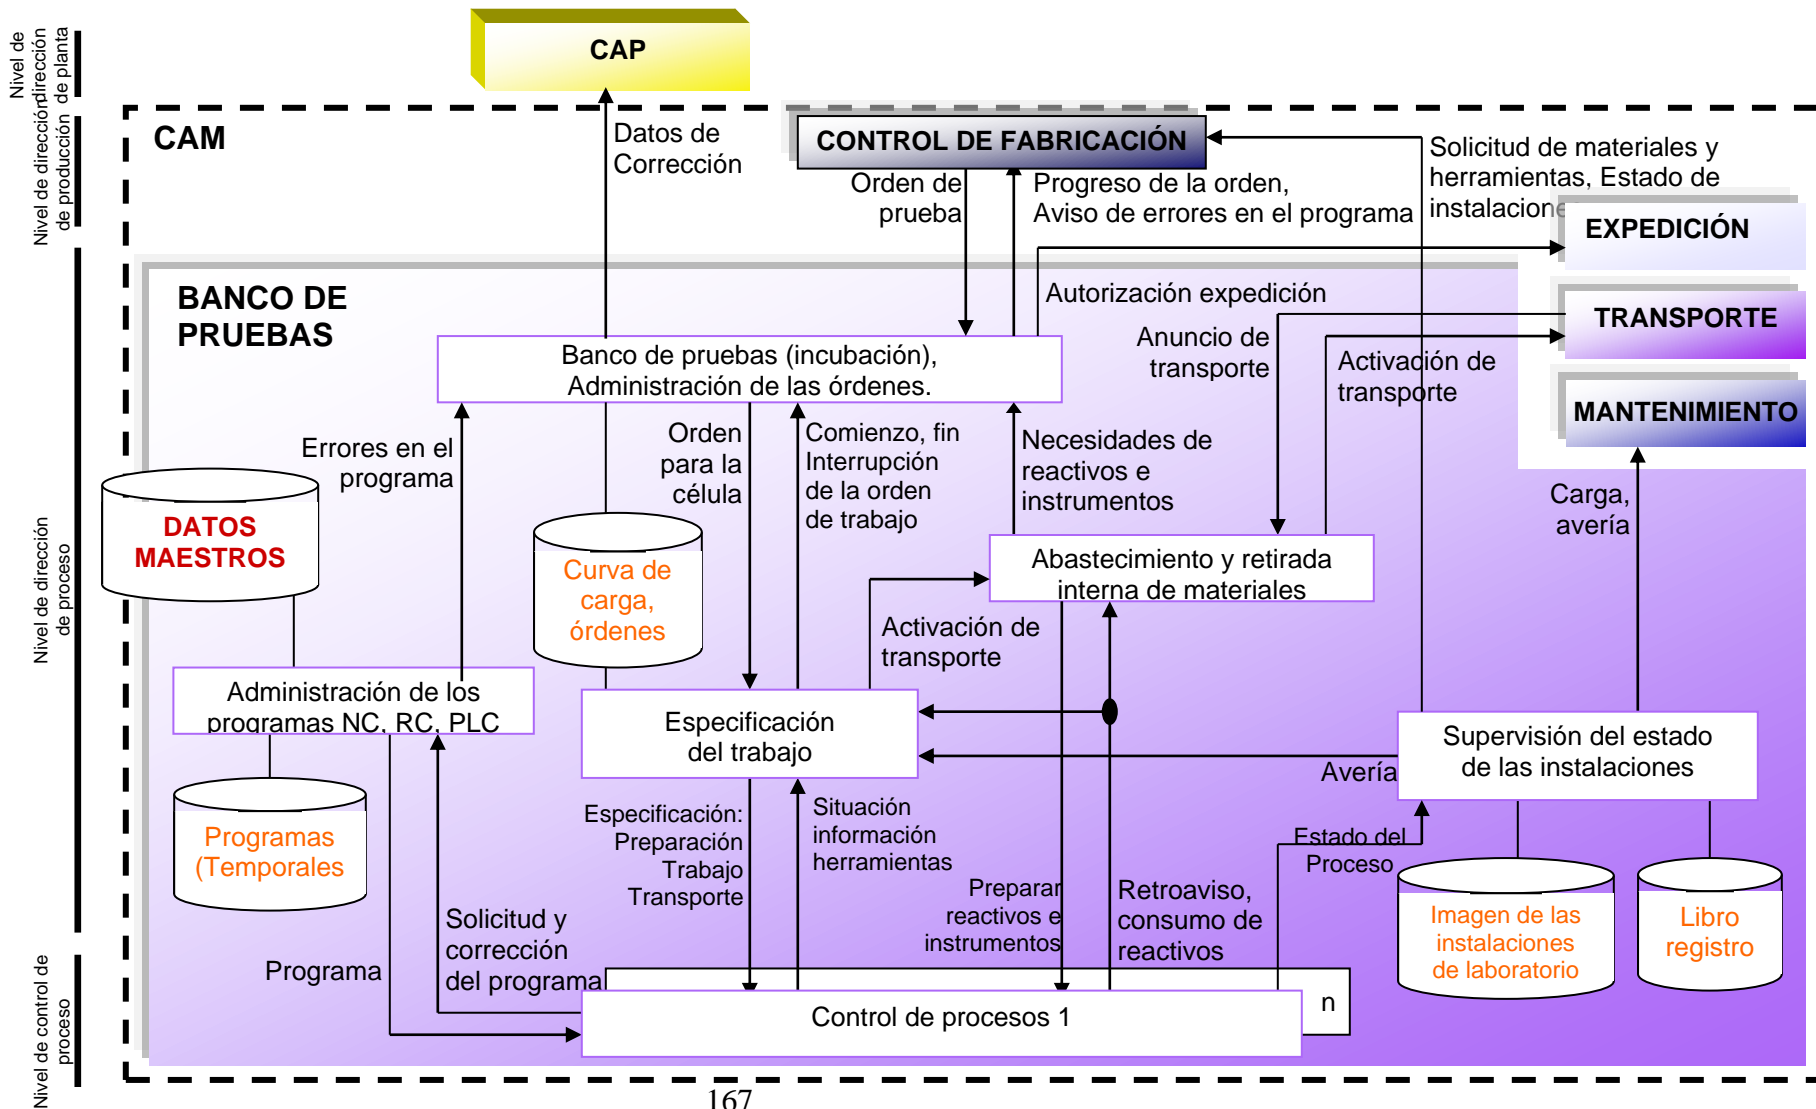 Nivel de
dirección
de planta
CAP
CAM
Nivel de dirección
de producción
Datos de
Corrección
CONTROL DE FABRICACIÓN
Orden de
prueba
Progreso de la orden,
Aviso de errores en el programa
Solicitud de materiales y
herramientas, Estado de
instalacione
EXPEDICIÓN
TRANSPORTE
MANTENIMIENTO
BANCO DE
PRUEBAS
Autorización expedición
Anuncio de
transporte
Activación de
transporte
Banco de pruebas (incubación),
Administración de las órdenes.
Errores en el
programa
Orden
para la
célula
Comienzo, fin
Interrupción
de la orden
de trabajo
Necesidades de
reactivos e
instrumentos
Carga,
avería
Nivel de dirección
de proceso
DATOS
MAESTROS
Curva de
carga,
órdenes
Abastecimiento y retirada
interna de materiales
Activación de
transporte
Administración de los
programas NC, RC, PLC
Especificación
del trabajo
Supervisión del estado
de las instalaciones
Avería
Programas
(Temporales
Especificación:
Preparación
Trabajo
Transporte
Situación
información
herramientas
Estado del
Proceso
Preparar
reactivos e
instrumentos
Retroaviso,
consumo de
reactivos
Imagen de las
instalaciones
de laboratorio
Libro
registro
Nivel de control de
proceso
Programa
Solicitud y
corrección
del programa
Control de procesos 1
n
167